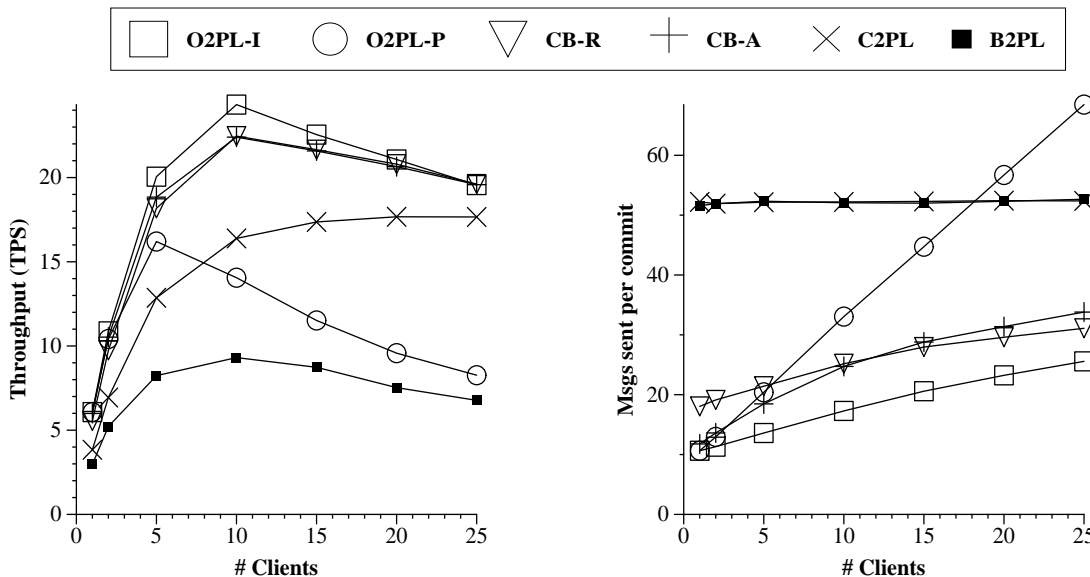 O2PL-I O2PL-P CB-R CB-A C2PL B2PL
Throughput (TPS)
20
15
10
5
0
0 5 10 15 20 25
# Clients
Msgs sent per commit
60
40
20
0
0 5 10 15 20 25
# Clients